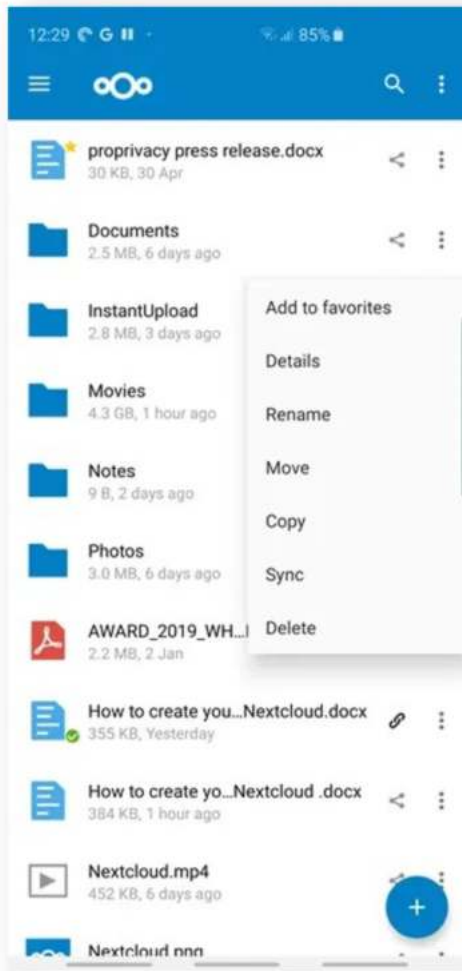 12:29 G 85%
proprivacy press release.docx
30 KB, 30 Apr
Documents
2.5 MB, 6 days ago
InstantUpload
2.8 MB, 3 days ago
Movies
4.3 GB, 1 hour ago
Notes
9 B, 2 days ago
Photos
3.0 MB, 6 days ago
AWARD_2019_WH...
2.2 MB, 2 Jan
Add to favorites
Details
Rename
Move
Copy
Sync
Delete
How to create you...Nextcloud.docx
355 KB, Yesterday
How to create yo...Nextcloud .docx
384 KB, 1 hour ago
Nextcloud.mp4
452 KB, 6 days ago
Nextcloud.png